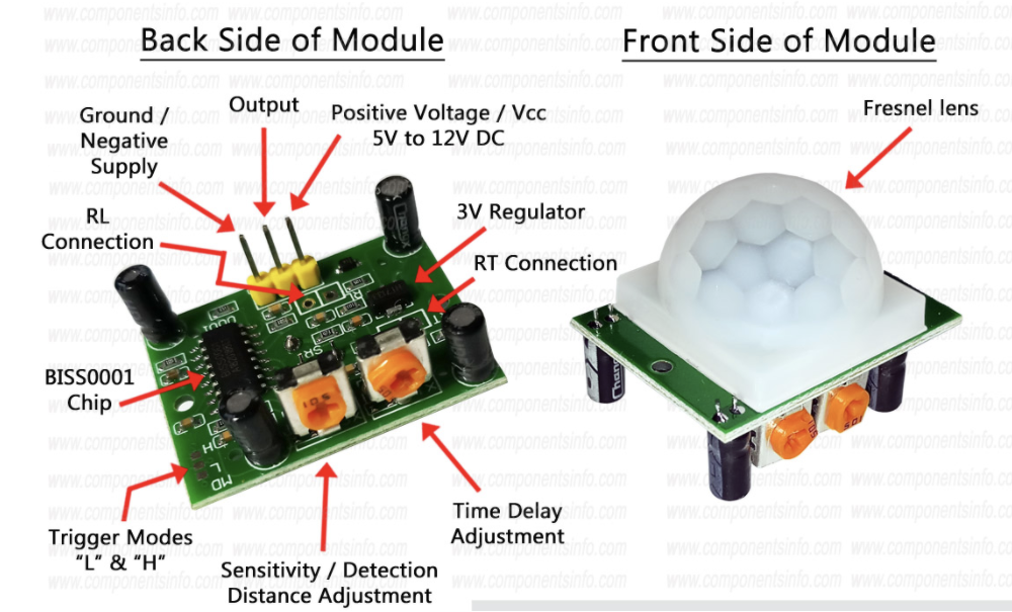 Back Side of Module
Front Side of Module
Ground /
Negative
Supply
Output
Positive Voltage / Vcc
5V to 12V DC
RL
Connection
3V Regulator
RT Connection
BISS0001
Chip
Trigger Modes
"L" & "H"
Sensitivity / Detection
Distance Adjustment
Time Delay
Adjustment
Fresnel lens
H
L
MD
www.componentsinfo.com